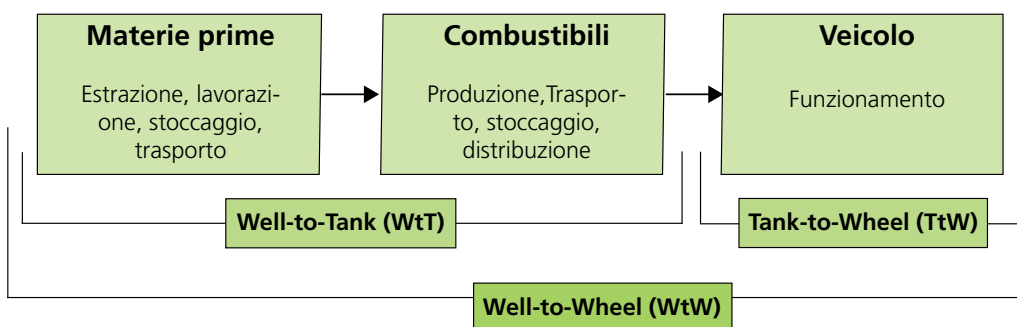 Materie prime
Estrazione, lavorazi-
one, stoccaggio,
trasporto
Combustibili
Produzione,Traspor-
to, stoccaggio,
distribuzione
Veicolo
Funzionamento
Well-to-Tank (WtT)
Tank-to-Wheel (TtW)
Well-to-Wheel (WtW)